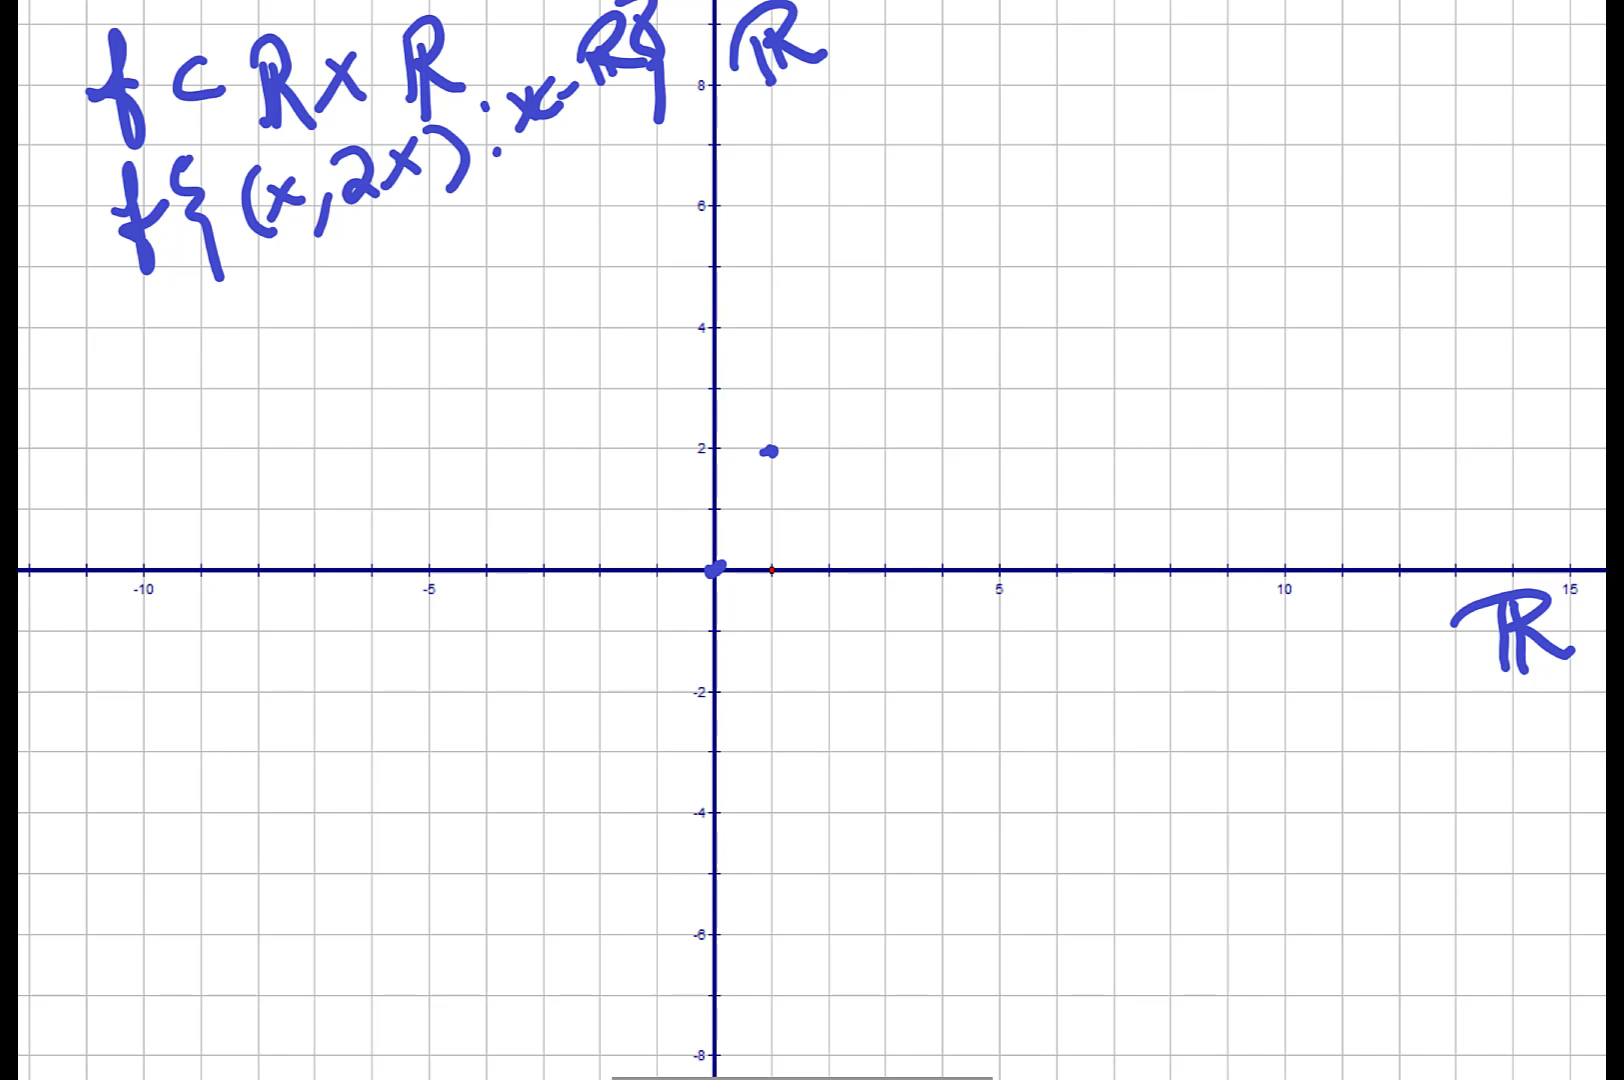 f ⊂ ℝ × ℝ
f { (x, 2x) : x ∈ ℝ }
ℝ
8
6
4
2
-10 -5 5 10 15
ℝ
-2
-4
-6
-8